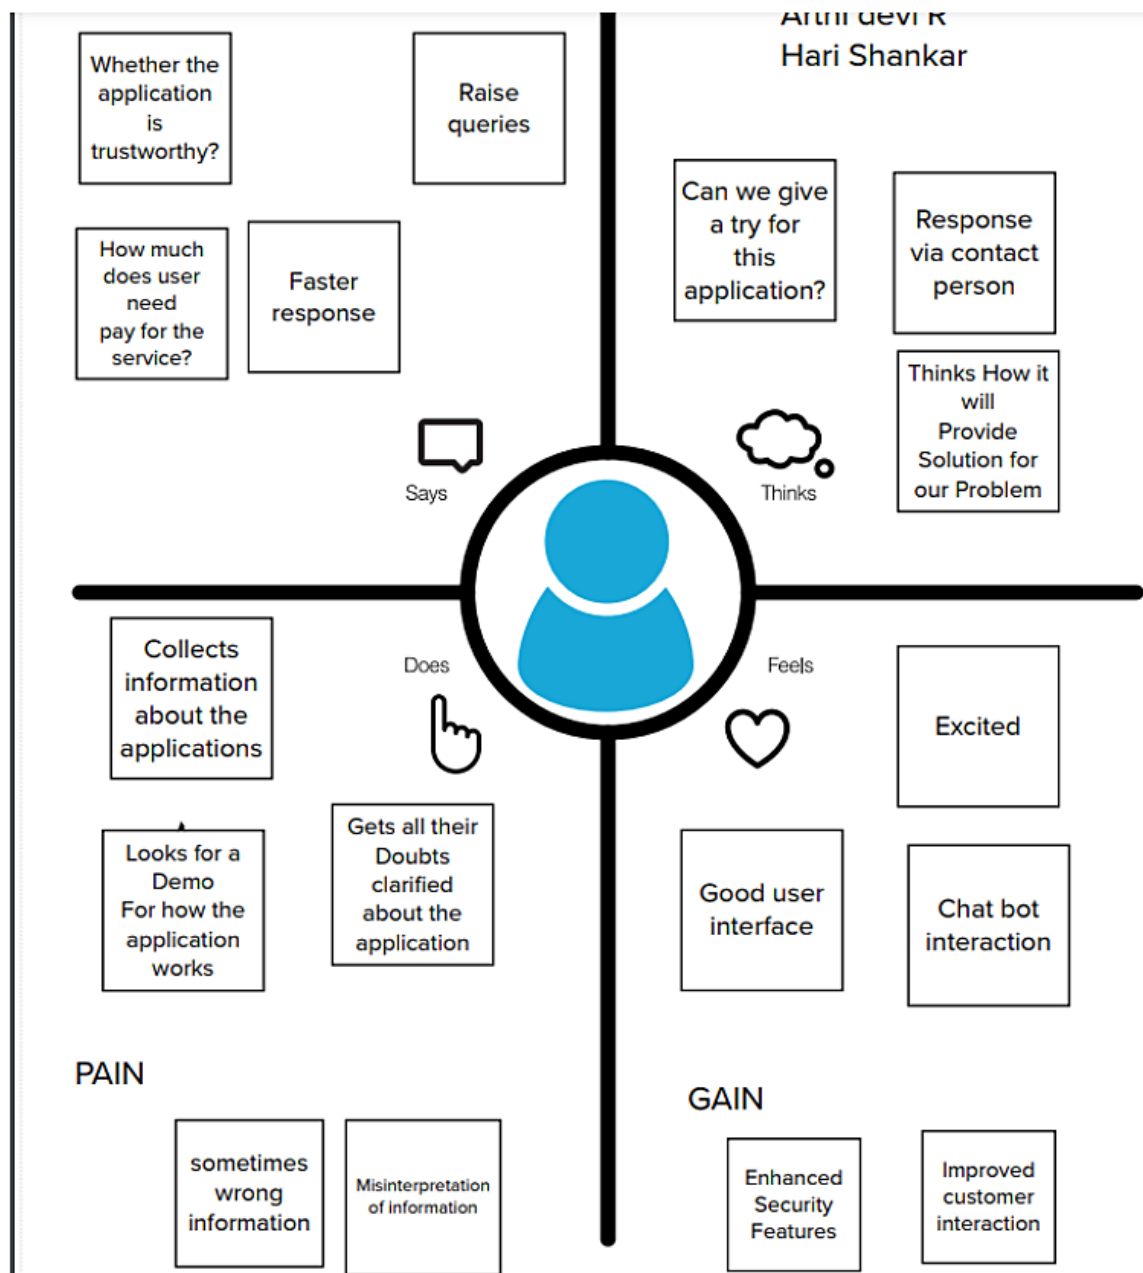 Arthi devi R
Hari Shankar
Whether the
application
is
trustworthy?
Raise
queries
How much
does user
need
pay for the
service?
Faster
response
Says
Can we give
a try for
this
application?
Response
via contact
person
Thinks How it
will
Provide
Solution for
our Problem
Thinks
Does
Collects
information
about the
applications
Looks for a
Demo
For how the
application
works
Gets all their
Doubts
clarified
about the
application
Feels
Excited
Good user
interface
Chat bot
interaction
PAIN
sometimes
wrong
information
Misinterpretation
of information
GAIN
Enhanced
Security
Features
Improved
customer
interaction